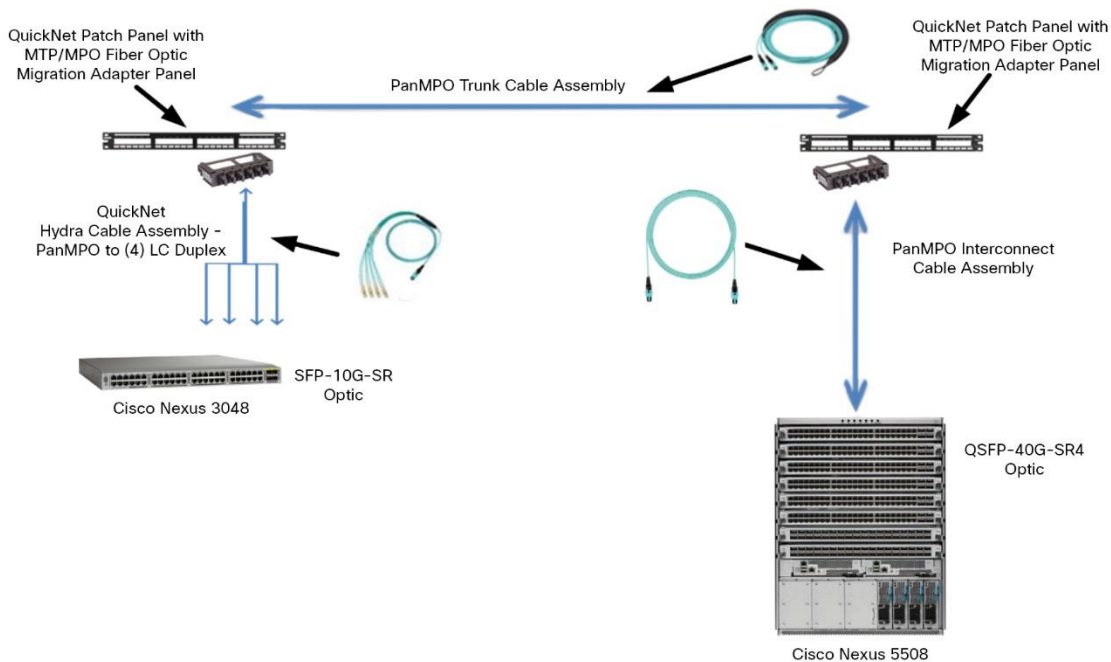 QuickNet Patch Panel with
MTP/MPO Fiber Optic
Migration Adapter Panel
PanMPO Trunk Cable Assembly
QuickNet Patch Panel with
MTP/MPO Fiber Optic
Migration Adapter Panel
QuickNet
Hydra Cable Assembly -
PanMPO to (4) LC Duplex
PanMPO Interconnect
Cable Assembly
SFP-10G-SR
Optic
Cisco Nexus 3048
QSFP-40G-SR4
Optic
Cisco Nexus 5508